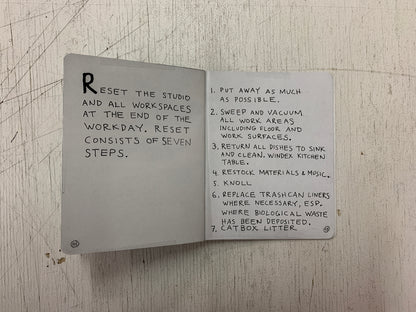 RESET THE STUDIO
AND ALL WORKSPACES
AT THE END OF THE
WORKDAY. RESET
CONSISTS OF SEVEN
STEPS.
1. PUT AWAY AS MUCH
AS POSSIBLE.
2. SWEEP AND VACUUM
ALL WORK AREAS
INCLUDING FLOOR AND
WORK SURFACES.
3. RETURN ALL DISHES TO SINK
AND CLEAN. WINDEX KITCHEN
TABLE.
4. RESTOCK MATERIALS & MUSIC.
5. KNOLL
6. REPLACE TRASHCAN LINERS
WHERE NECESSARY, ESP.
WHERE BIOLOGICAL WASTE
HAS BEEN DEPOSITED.
7. CATBOX LITTER